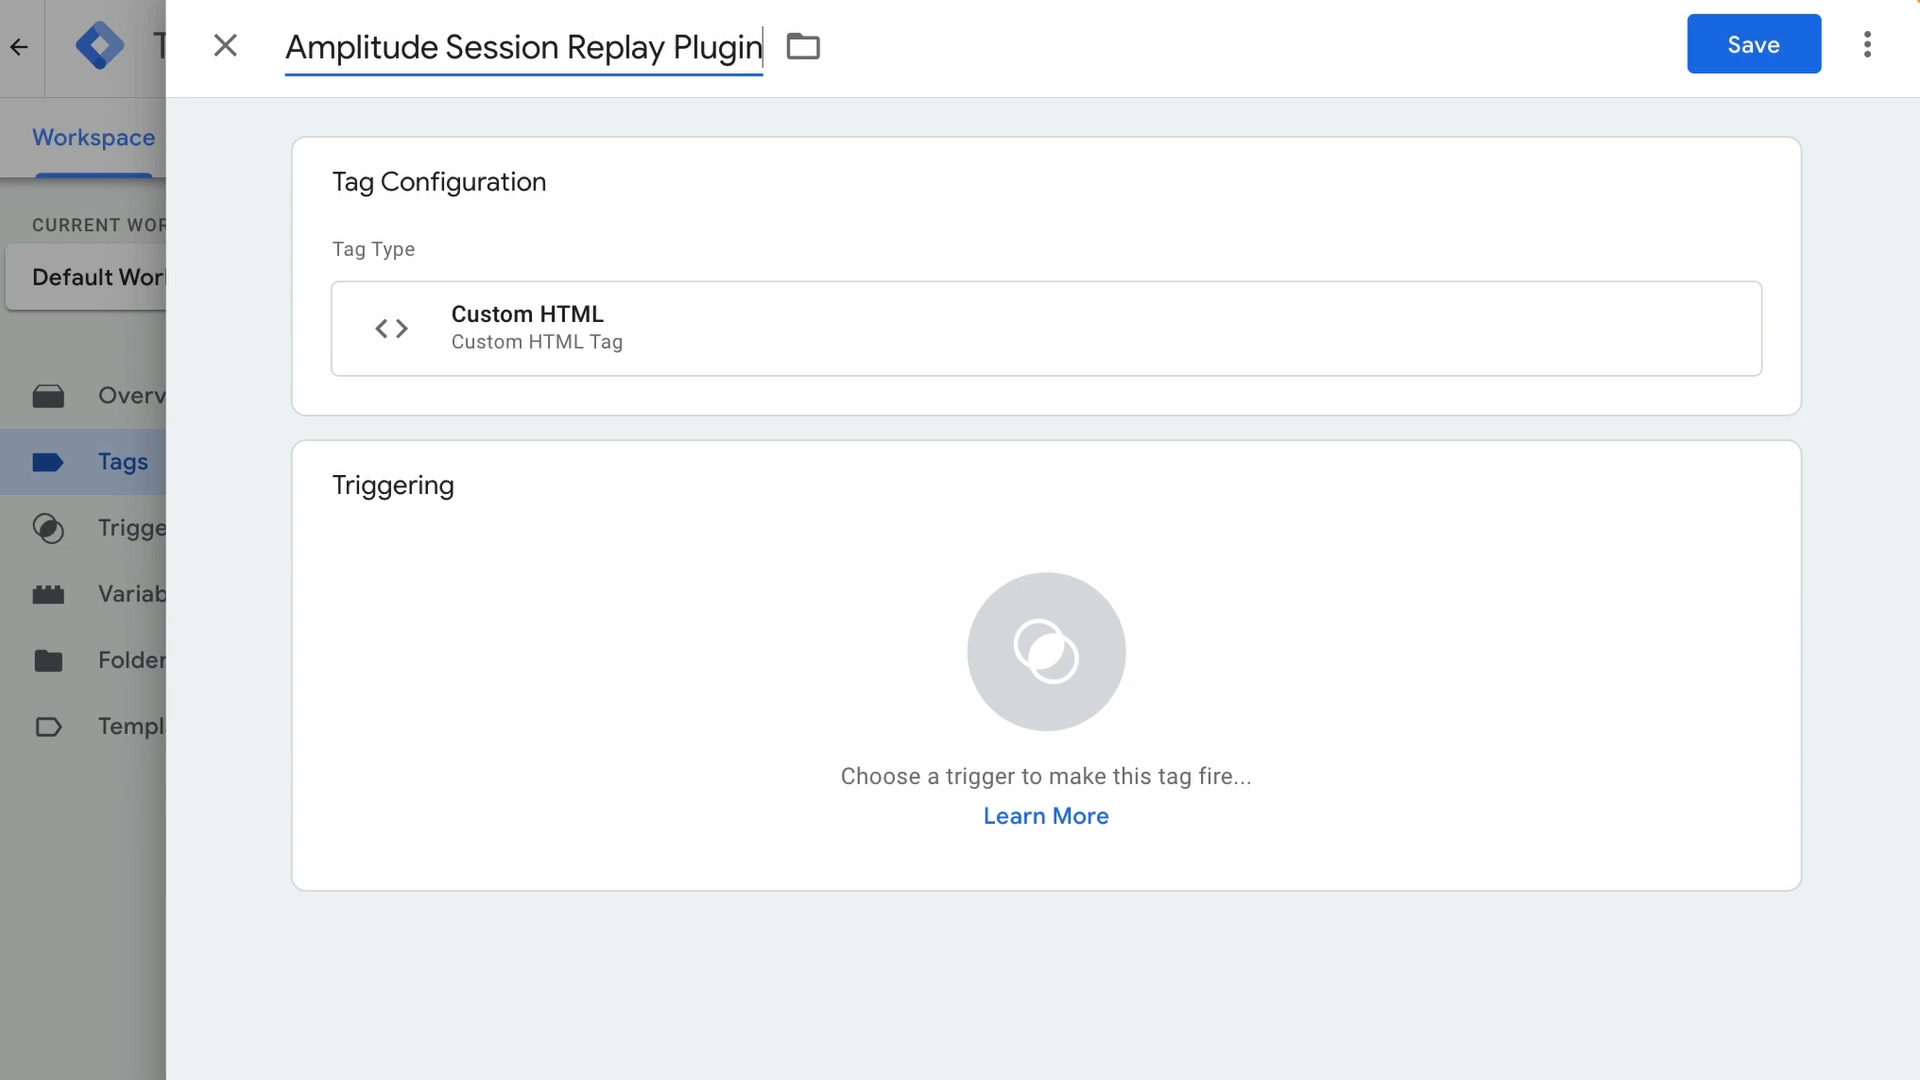 T
Amplitude Session Replay Plugin
Save
Workspace
CURRENT WOR
Default Wor
Overv
Tags
Trigge
Variab
Folder
Templ
Tag Configuration
Tag Type
Custom HTML
Custom HTML Tag
Triggering
Choose a trigger to make this tag fire...
Learn More